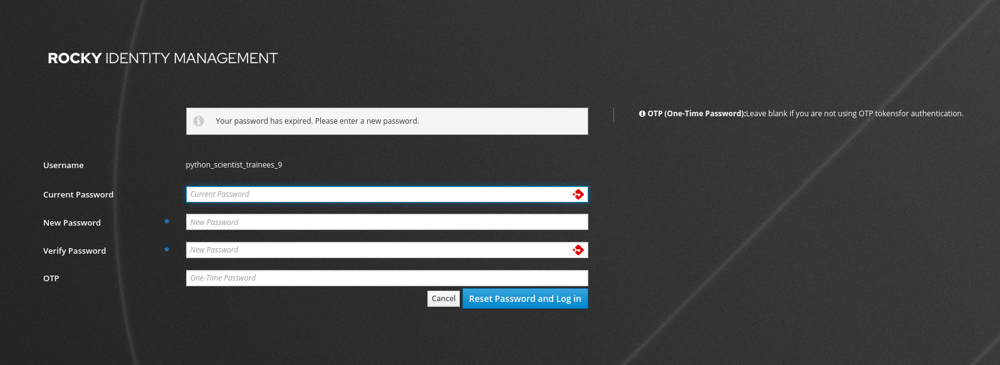 ROCKY IDENTITY MANAGEMENT
Your password has expired. Please enter a new password.
OTP (One-Time Password):Leave blank if you are not using OTP tokensfor authentication.
Username python_scientist_trainees_9
Current Password Current Password
New Password * New Password
Verify Password * New Password
OTP One-Time Password
Cancel Reset Password and Log in